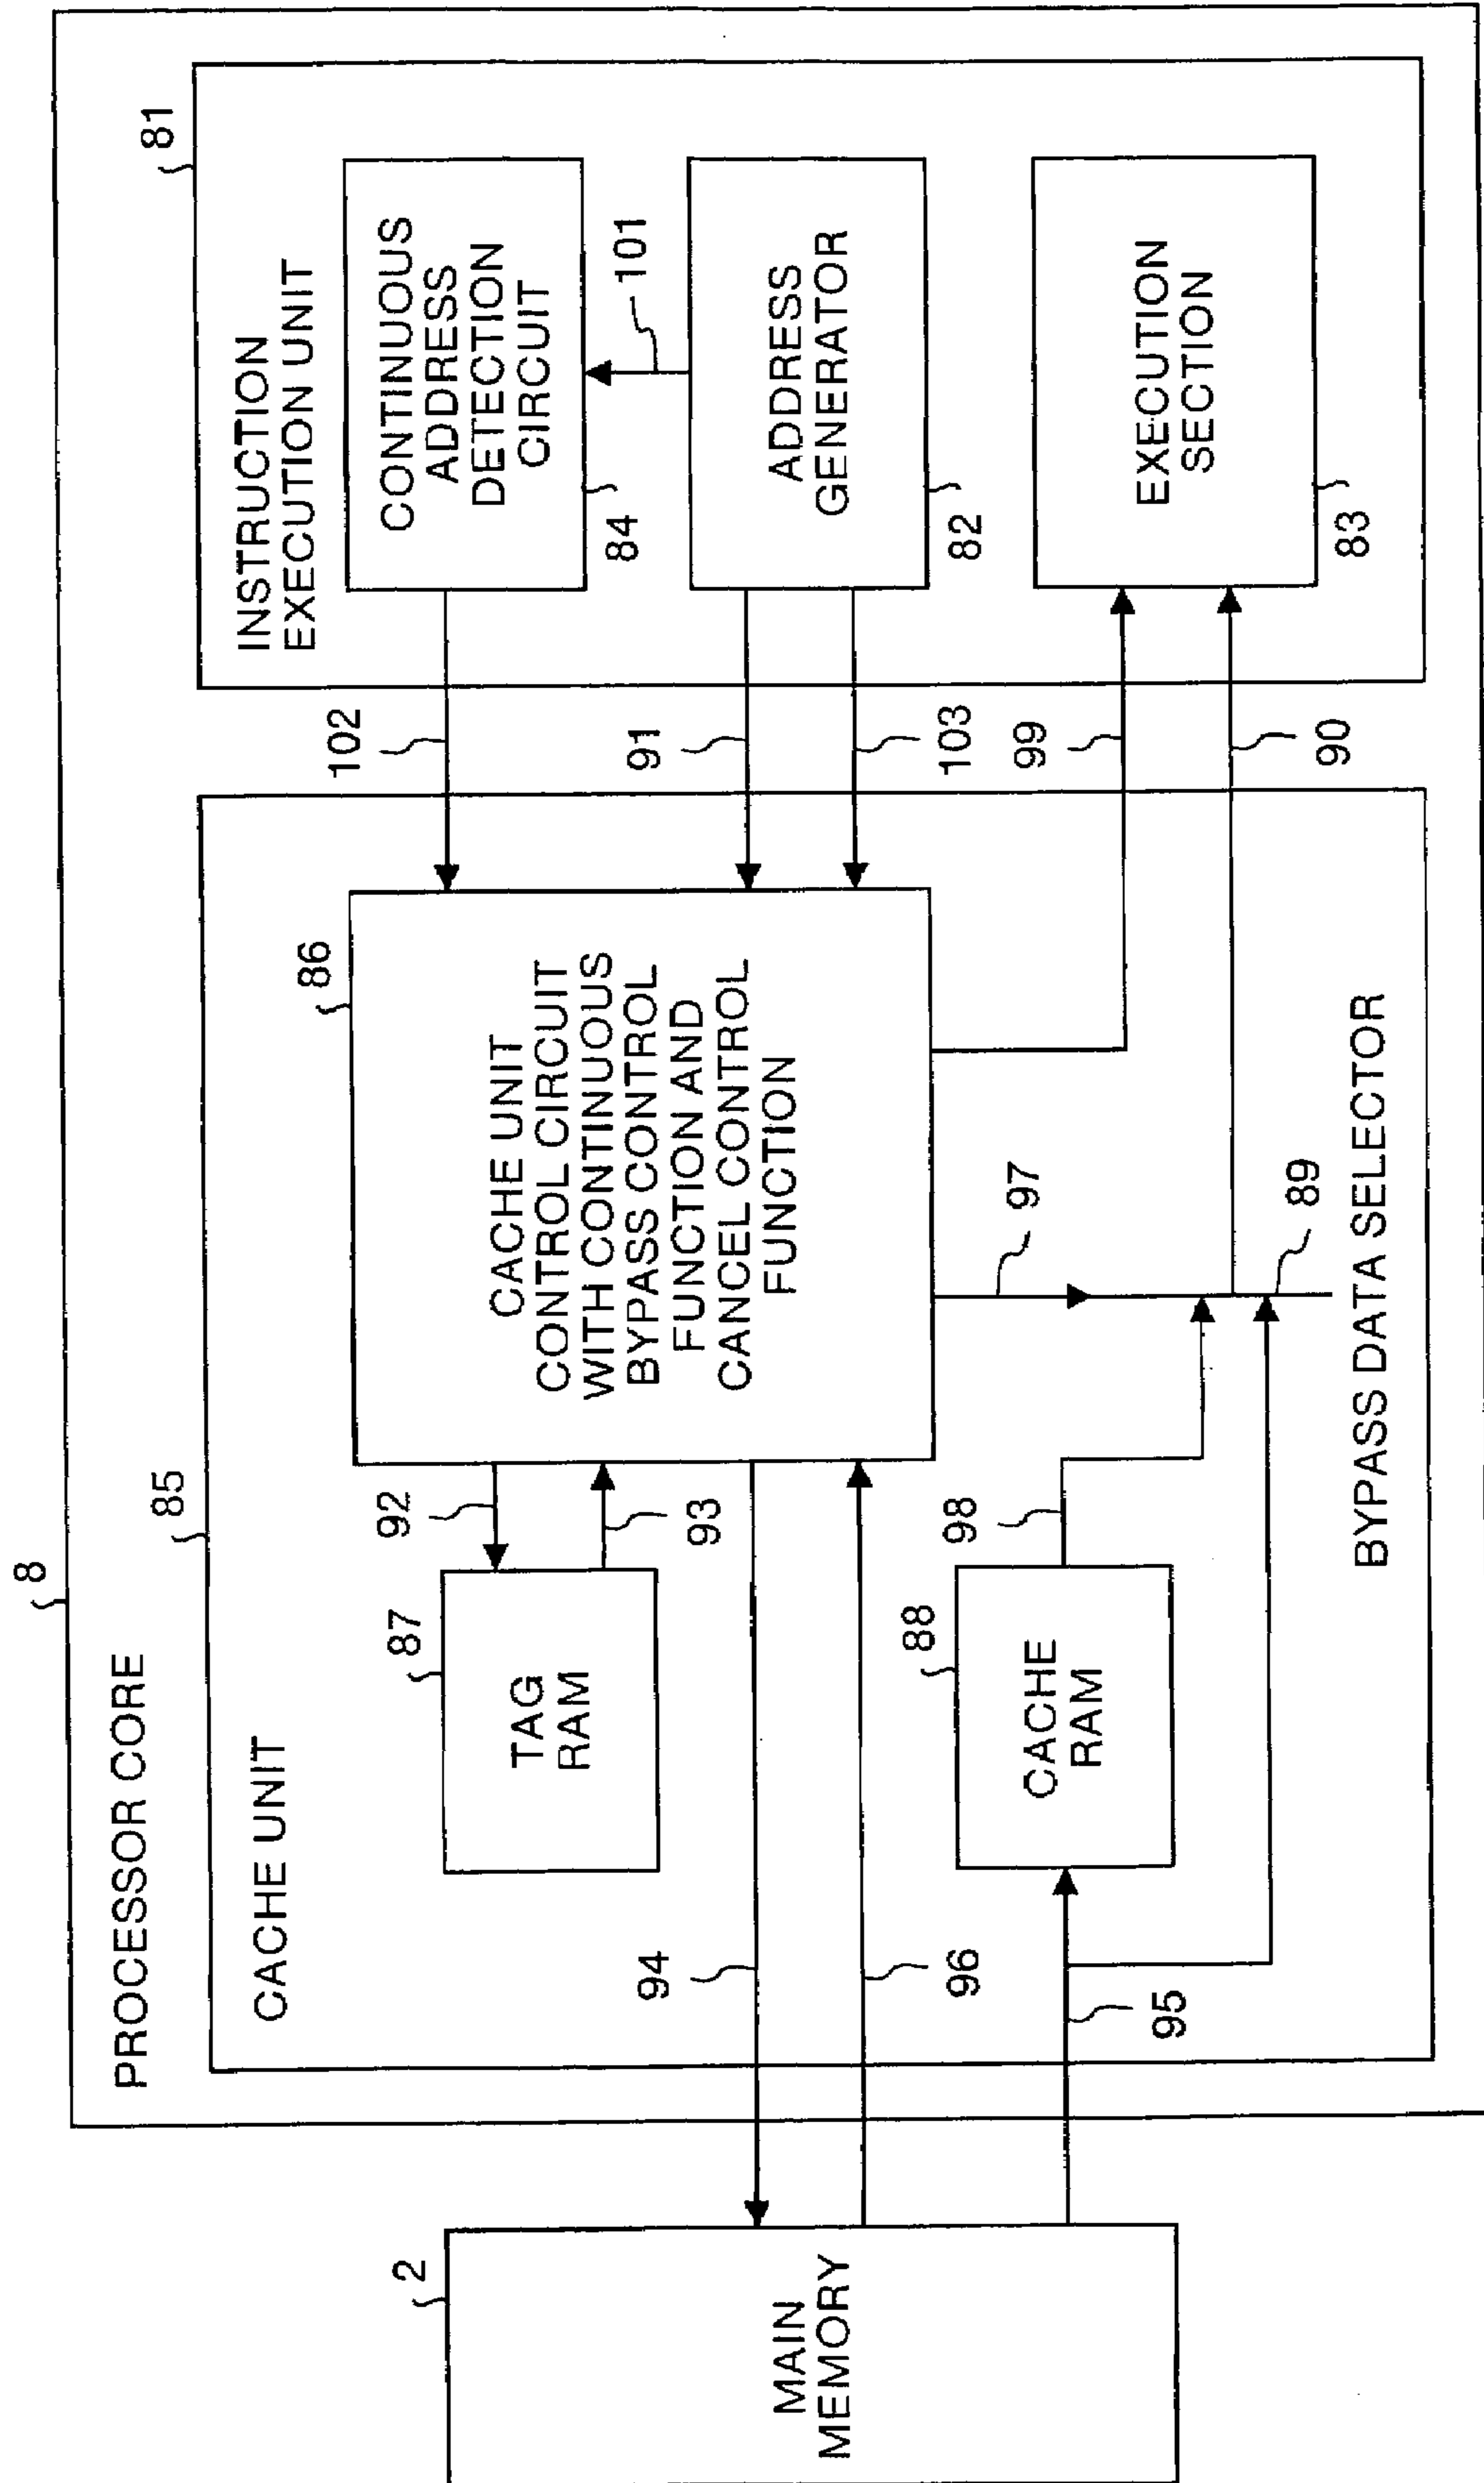 8
PROCESSOR CORE
85
CACHE UNIT
81
INSTRUCTION
EXECUTION UNIT
2
MAIN
MEMORY
87
TAG
RAM
92
93
86
CACHE UNIT
CONTROL CIRCUIT
WITH CONTINUOUS
BYPASS CONTROL
FUNCTION AND
CANCEL CONTROL
FUNCTION
102
CONTINUOUS
ADDRESS
DETECTION
CIRCUIT
84
101
94
96
91
103
ADDRESS
GENERATOR
82
95
88
CACHE
RAM
98
97
89
BYPASS DATA SELECTOR
99
90
EXECUTION
SECTION
83